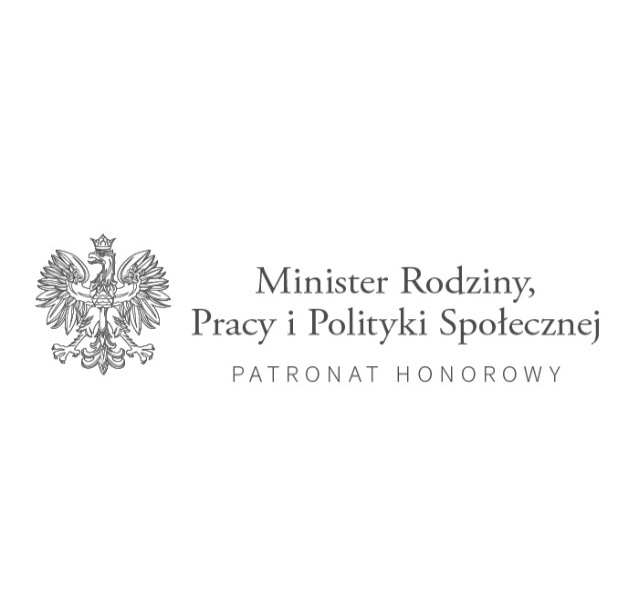 Minister Rodziny,
Pracy i Polityki Społecznej
PATRONAT HONOROWY